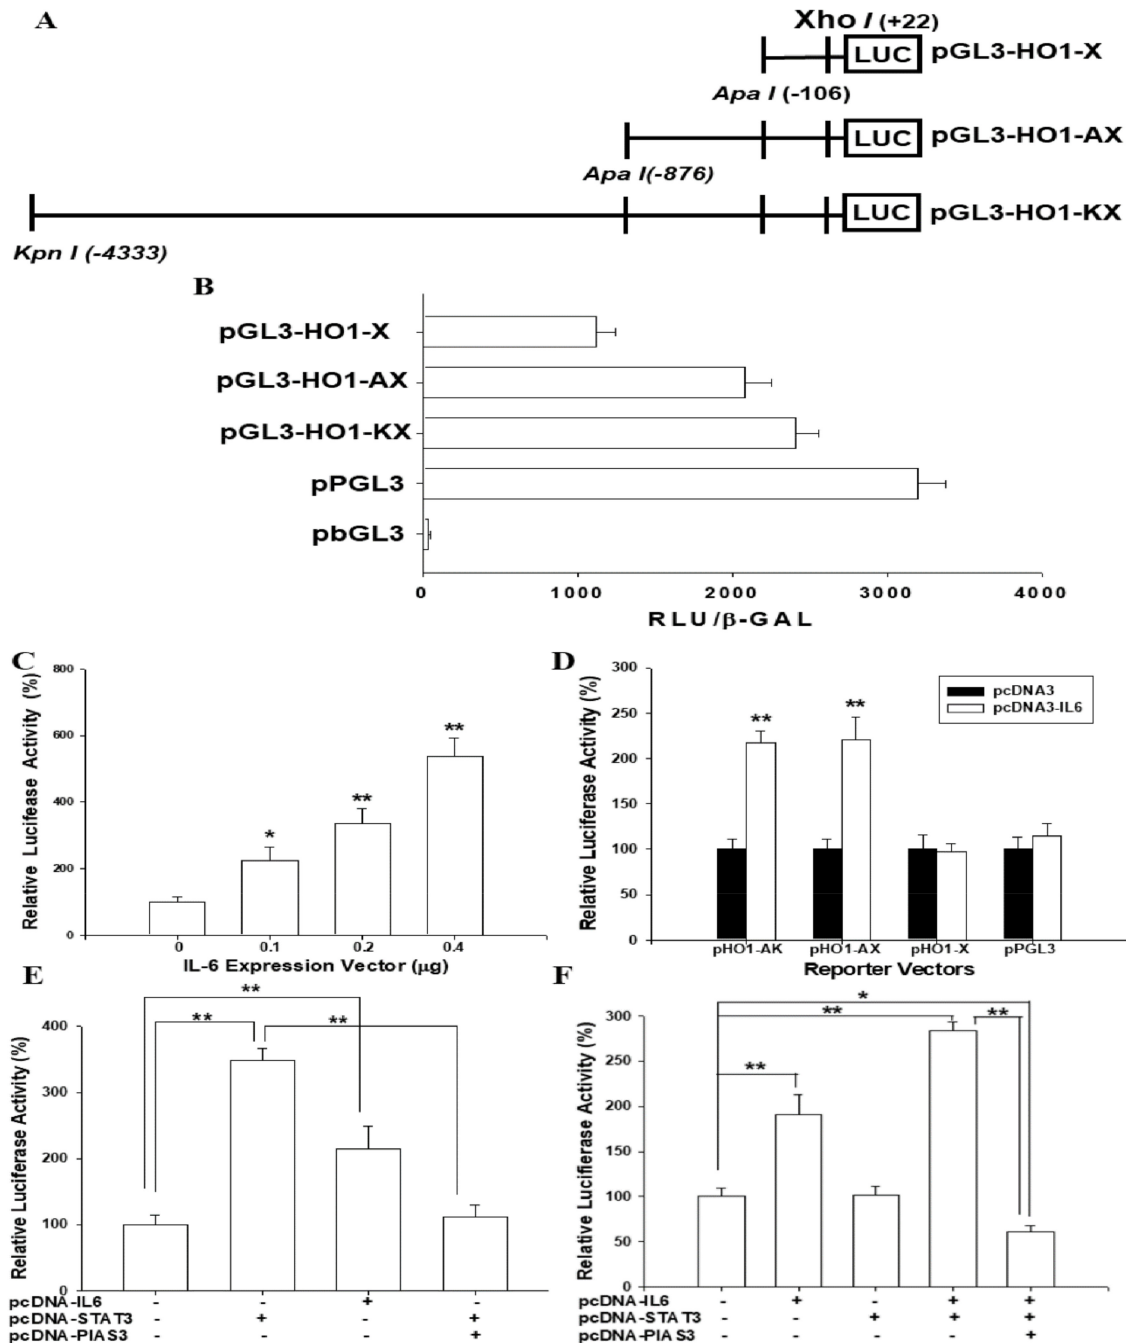 A
Xho I (+22)
LUC pGL3-HO1-X
Apa I (-106)
LUC pGL3-HO1-AX
Apa I(-876)
LUC pGL3-HO1-KX
Kpn I (-4333)
B
pGL3-HO1-X
pGL3-HO1-AX
pGL3-HO1-KX
pPGL3
pbGL3
0 1000 2000 3000 4000
RLU/β-GAL
C
Relative Lucifease Activity (%)
800
600
400
200
0
* ** **
0 0.1 0.2 0.4
IL-6 Expression Vector (μg)
D
Relative Luciferase Activity (%)
300
250
200
150
100
50
0
pcDNA3
pcDNA3-IL6
** **
pHO1-AK pHO1-AX pHO1-X pPGL3
Reporter Vectors
E
Relative Luciferase Activity (%)
400
300
200
100
0
**
** **
pcDNA-IL6 - - + -
pcDNA-STAT3 - + - +
pcDNA-PIAS3 - - - +
F
Relative Luciferase Activity (%)
300
250
200
150
100
50
0
*
** **
**
pcDNA-IL6 - + - + +
pcDNA-STAT3 - - + + +
pcDNA-PIAS3 - - - - +